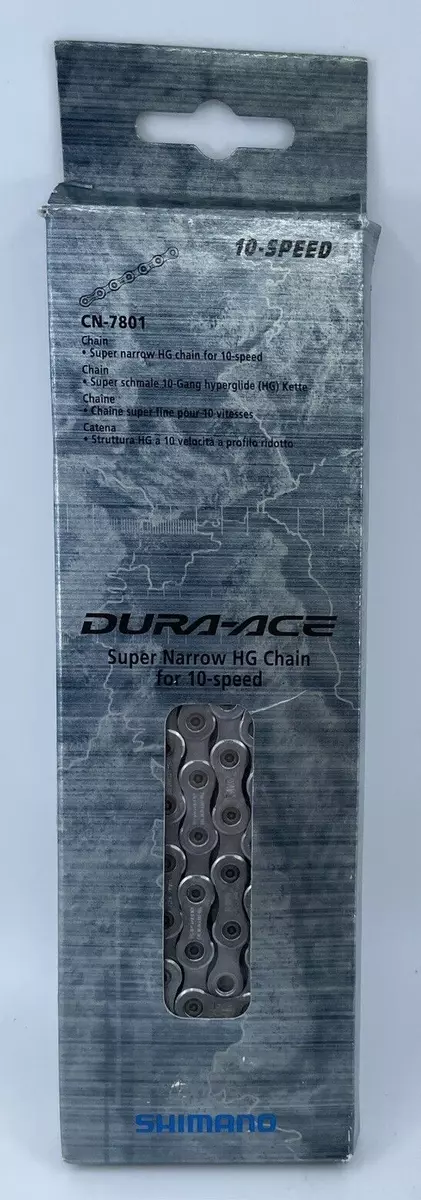 10-SPEED
CN-7801
Chain
• Super narrow HG chain for 10-speed
Chain
• Super schmale 10-Gang hyperglide (HG) Kette
Chaîne
• Chaîne super fine pour 10 vitesses
Catena
• Struttura HG a 10 velocità a profilo ridotto
DURA-ACE
Super Narrow HG Chain
for 10-speed
SHIMANO